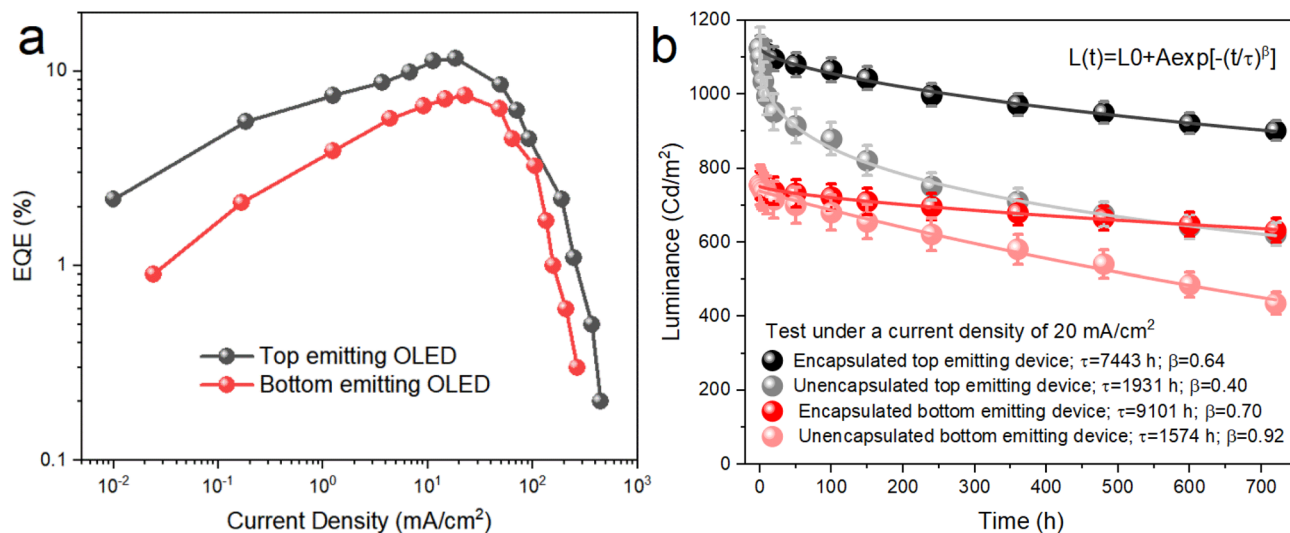 a
EQE (%)
10
1
0.1
Top emitting OLED
Bottom emitting OLED
10⁻² 10⁻¹ 10⁰ 10¹ 10² 10³
Current Density (mA/cm²)
b
Luminance (Cd/m²)
1200
1000
800
600
400
200
0
L(t)=L0+Aexp[-(t/τ)ᵝ]
Test under a current density of 20 mA/cm²
Encapsulated top emitting device; τ=7443 h; β=0.64
Unencapsulated top emitting device; τ=1931 h; β=0.40
Encapsulated bottom emitting device; τ=9101 h; β=0.70
Unencapsulated bottom emitting device; τ=1574 h; β=0.92
0 100 200 300 400 500 600 700
Time (h)